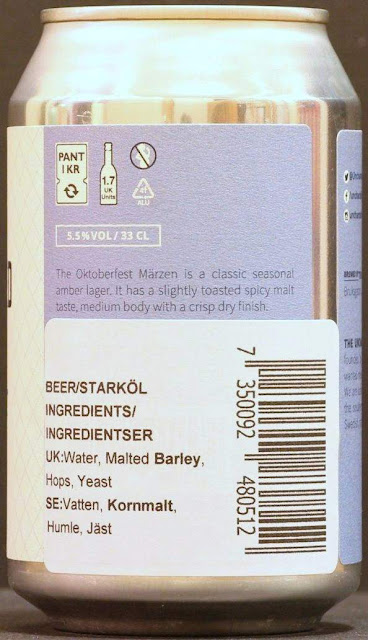 PANT
1 KR
1.7
UK
Units
41
ALU
5.5%VOL / 33 CL
The Oktoberfest Märzen is a classic seasonal
amber lager. It has a slightly toasted spicy malt
taste, medium body with a crisp dry finish.
BEER/STARKÖL
INGREDIENTS/
INGREDIENTSER
UK:Water, Malted Barley,
Hops, Yeast
SE:Vatten, Kornmalt,
Humle, Jäst
7 350092 480512